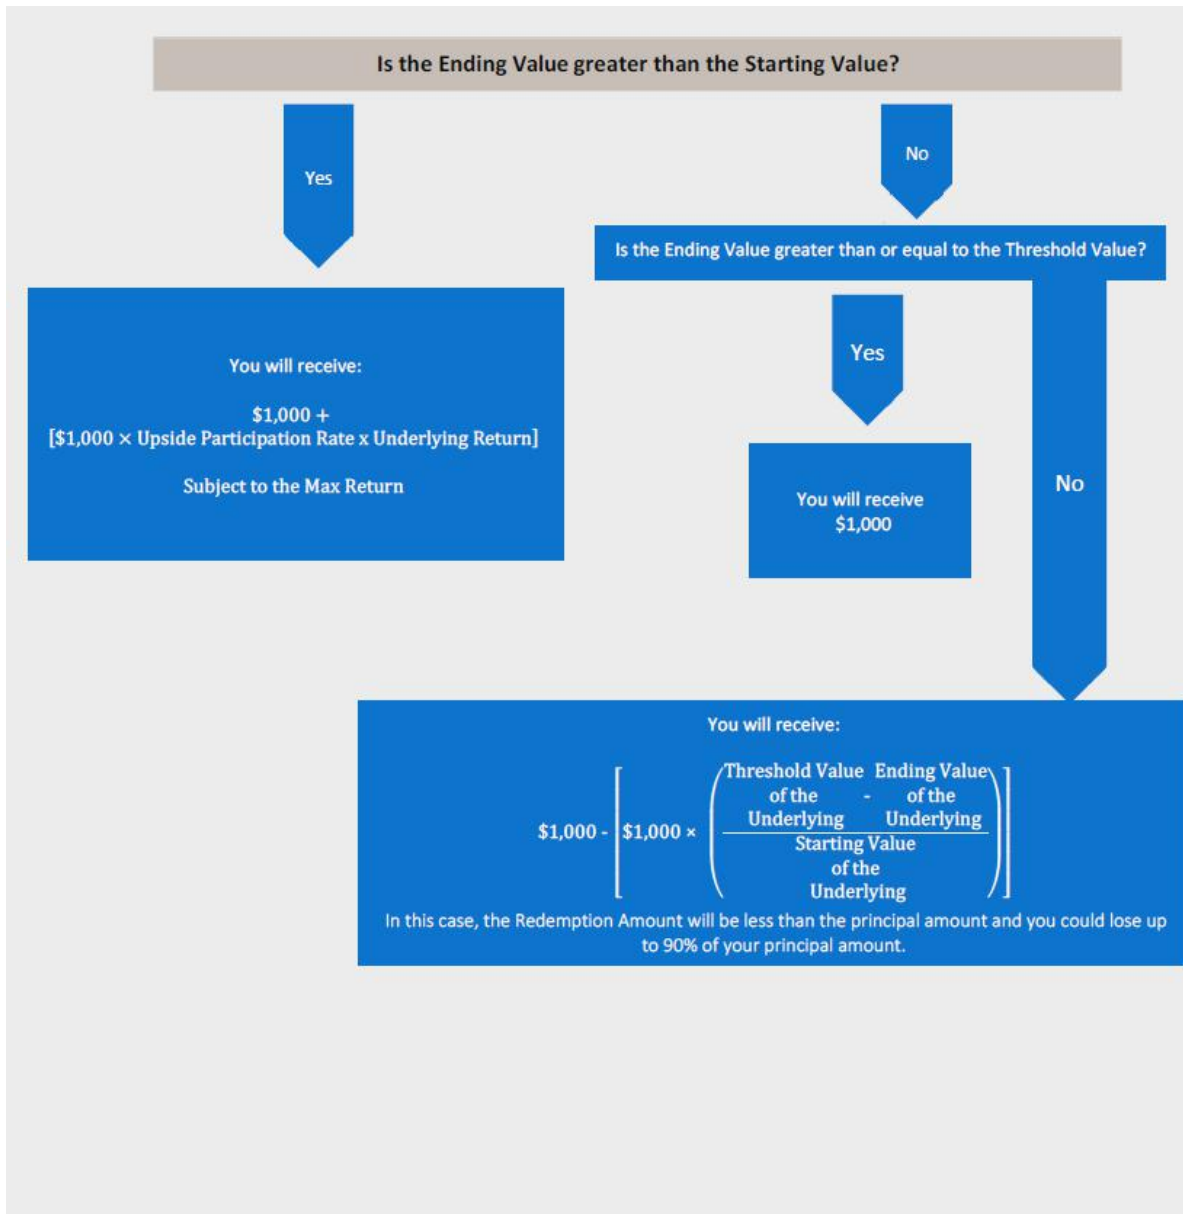 Is the Ending Value greater than the Starting Value?
Yes
No
Is the Ending Value greater than or equal to the Threshold Value?
You will receive:
$1,000 +
[$1,000 × Upside Participation Rate x Underlying Return]
Subject to the Max Return
Yes
You will receive
$1,000
No
You will receive:
Threshold Value Ending Value
of the - of the
Underlying Underlying
$1,000 - [$1,000 × ( )]
Starting Value
of the
Underlying
In this case, the Redemption Amount will be less than the principal amount and you could lose up
to 90% of your principal amount.